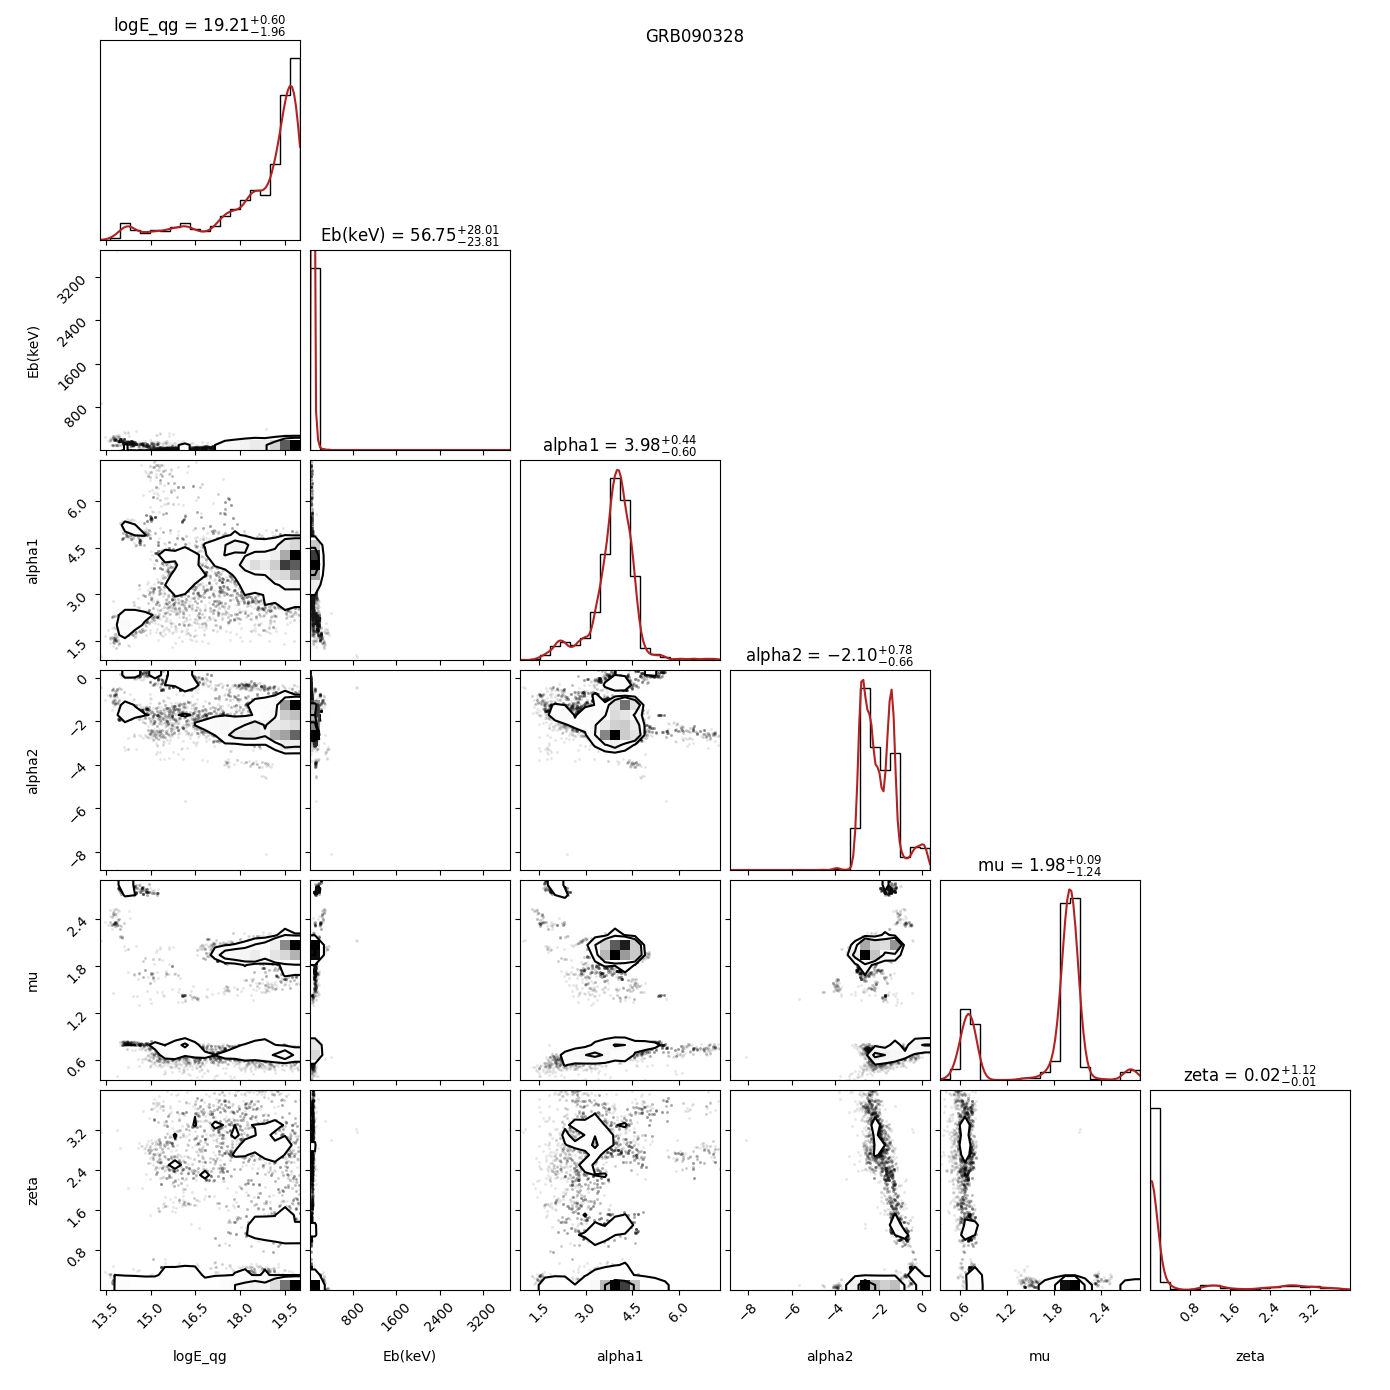 GRB090328
logE_qg = 19.21^{+0.60}_{-1.96}
Eb(keV) = 56.75^{+28.01}_{-23.81}
3200
2400
1600
800
Eb(keV)
alpha1 = 3.98^{+0.44}_{-0.60}
6.0
4.5
3.0
1.5
alpha1
alpha2 = −2.10^{+0.78}_{-0.66}
0
−2
−4
−6
−8
alpha2
mu = 1.98^{+0.09}_{-1.24}
2.4
1.8
1.2
0.6
mu
zeta = 0.02^{+1.12}_{-0.01}
3.2
2.4
1.6
0.8
zeta
13.5 15.0 16.5 18.0 19.5
800 1600 2400 3200
1.5 3.0 4.5 6.0
−8 −6 −4 −2 0
0.6 1.2 1.8 2.4
0.8 1.6 2.4 3.2
logE_qg Eb(keV) alpha1 alpha2 mu zeta